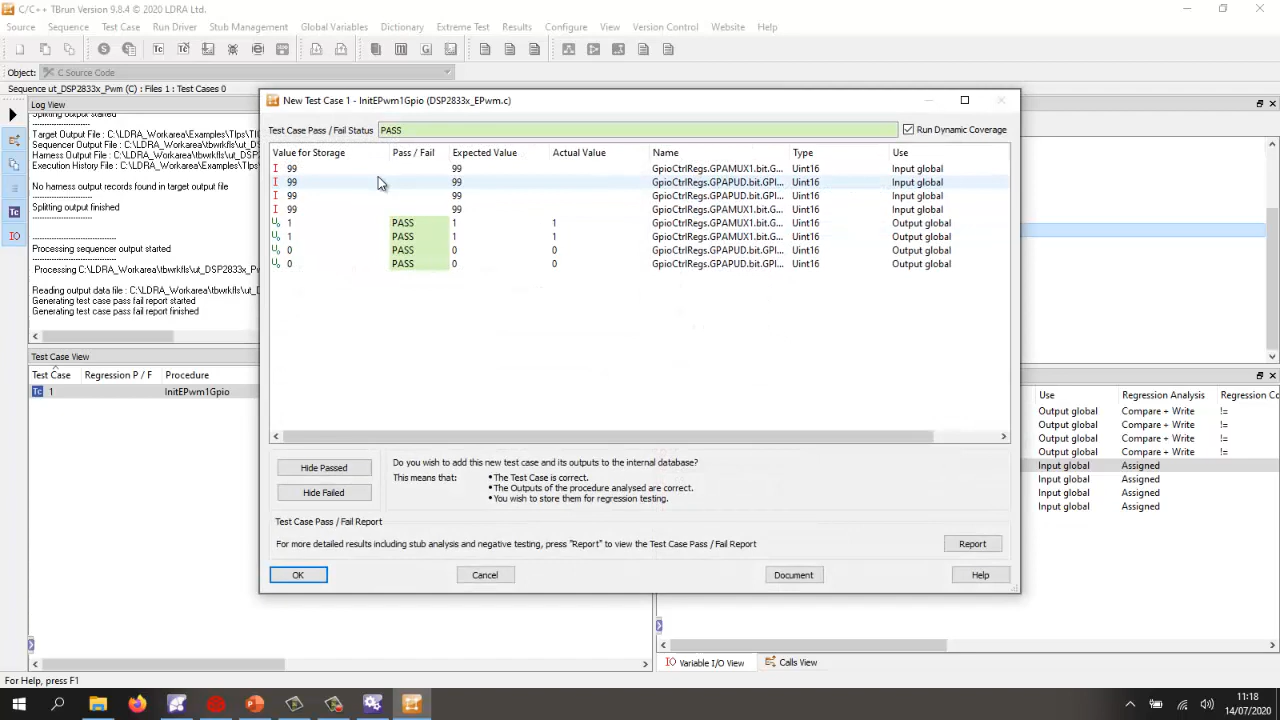 C/C++ TBrun Version 9.8.4 © 2020 LDRA Ltd.
Source Sequence Test Case Run Driver Stub Management Global Variables Dictionary Extreme Test Results Configure View Version Control Website Help
Object: C Source Code
Sequence ut_DSP2833x_Pwm (C) : Files 1 : Test Cases 0
Log View
Splitting output started
Target Output File : C:\LDRA_Workarea\Examples\TIps\T
Sequencer Output File : C:\LDRA_Workarea\Examples\T
Harness Output File : C:\LDRA_Workarea\Examples\TIp
Execution History File : C:\LDRA_Workarea\Examples\T
No harness output records found in target output file
Splitting output finished
Processing sequencer output started
Processing C:\LDRA_Workarea\tbwrkfls\ut_DSP2833x_Pw
Reading output data file : C:\LDRA_Workarea\tbwrkfls\ut_D
Generating test case pass fail report started
Generating test case pass fail report finished
Test Case View
Test Case Regression P / F Procedure
Tc 1 InitEPwm1Gpio
New Test Case 1 - InitEPwm1Gpio (DSP2833x_EPwm.c)
Test Case Pass / Fail Status PASS Run Dynamic Coverage
Value for Storage Pass / Fail Expected Value Actual Value Name Type Use
99 99 GpioCtrlRegs.GPAMUX1.bit.G... Uint16 Input global
99 99 GpioCtrlRegs.GPAPUD.bit.GPI... Uint16 Input global
99 99 GpioCtrlRegs.GPAPUD.bit.GPI... Uint16 Input global
99 99 GpioCtrlRegs.GPAMUX1.bit.G... Uint16 Input global
1 PASS 1 1 GpioCtrlRegs.GPAMUX1.bit.G... Uint16 Output global
1 PASS 1 1 GpioCtrlRegs.GPAMUX1.bit.G... Uint16 Output global
0 PASS 0 0 GpioCtrlRegs.GPAPUD.bit.GPI... Uint16 Output global
0 PASS 0 0 GpioCtrlRegs.GPAPUD.bit.GPI... Uint16 Output global
Hide Passed
Hide Failed
Do you wish to add this new test case and its outputs to the internal database?
This means that: • The Test Case is correct.
• The Outputs of the procedure analysed are correct.
• You wish to store them for regression testing.
Test Case Pass / Fail Report
For more detailed results including stub analysis and negative testing, press "Report" to view the Test Case Pass / Fail Report
Report
OK Cancel Document Help
Use Regression Analysis Regression Co
Output global Compare + Write !=
Output global Compare + Write !=
Output global Compare + Write !=
Output global Compare + Write !=
Input global Assigned
Input global Assigned
Input global Assigned
Input global Assigned
IO Variable I/O View Calls View
For Help, press F1
11:18
14/07/2020